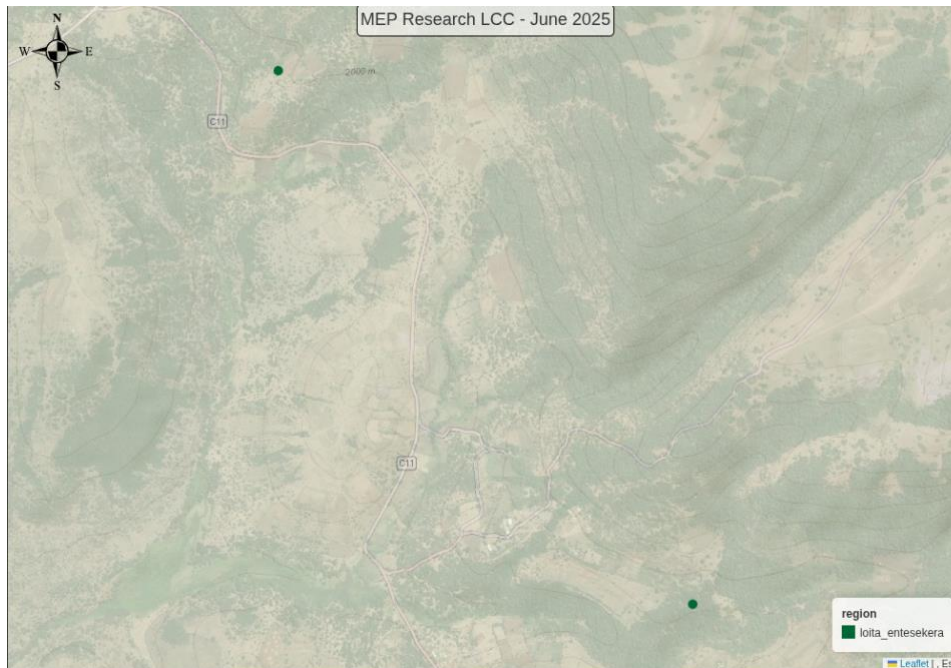 MEP Research LCC - June 2025
N
W
E
S
2000 m
C11
C11
region
loita_entesekera
Leaflet | , E